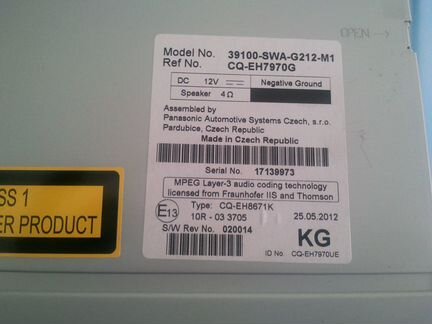 OPEN
Model No. 39100-SWA-G212-M1
Ref No. CQ-EH7970G
DC 12V Negative Ground
Speaker 4Ω
Assembled by
Panasonic Automotive Systems Czech, s.r.o.
Pardubice, Czech Republic
Made in Czech Republic
Serial No. 17139973
MPEG Layer-3 audio coding technology
licensed from Fraunhofer IIS and Thomson
E13
Type: CQ-EH8671K
10R - 03 3705
25.05.2012
S/W Rev No. 020014
KG
ID No. CQ-EH7970UE
SS 1
ER PRODUCT